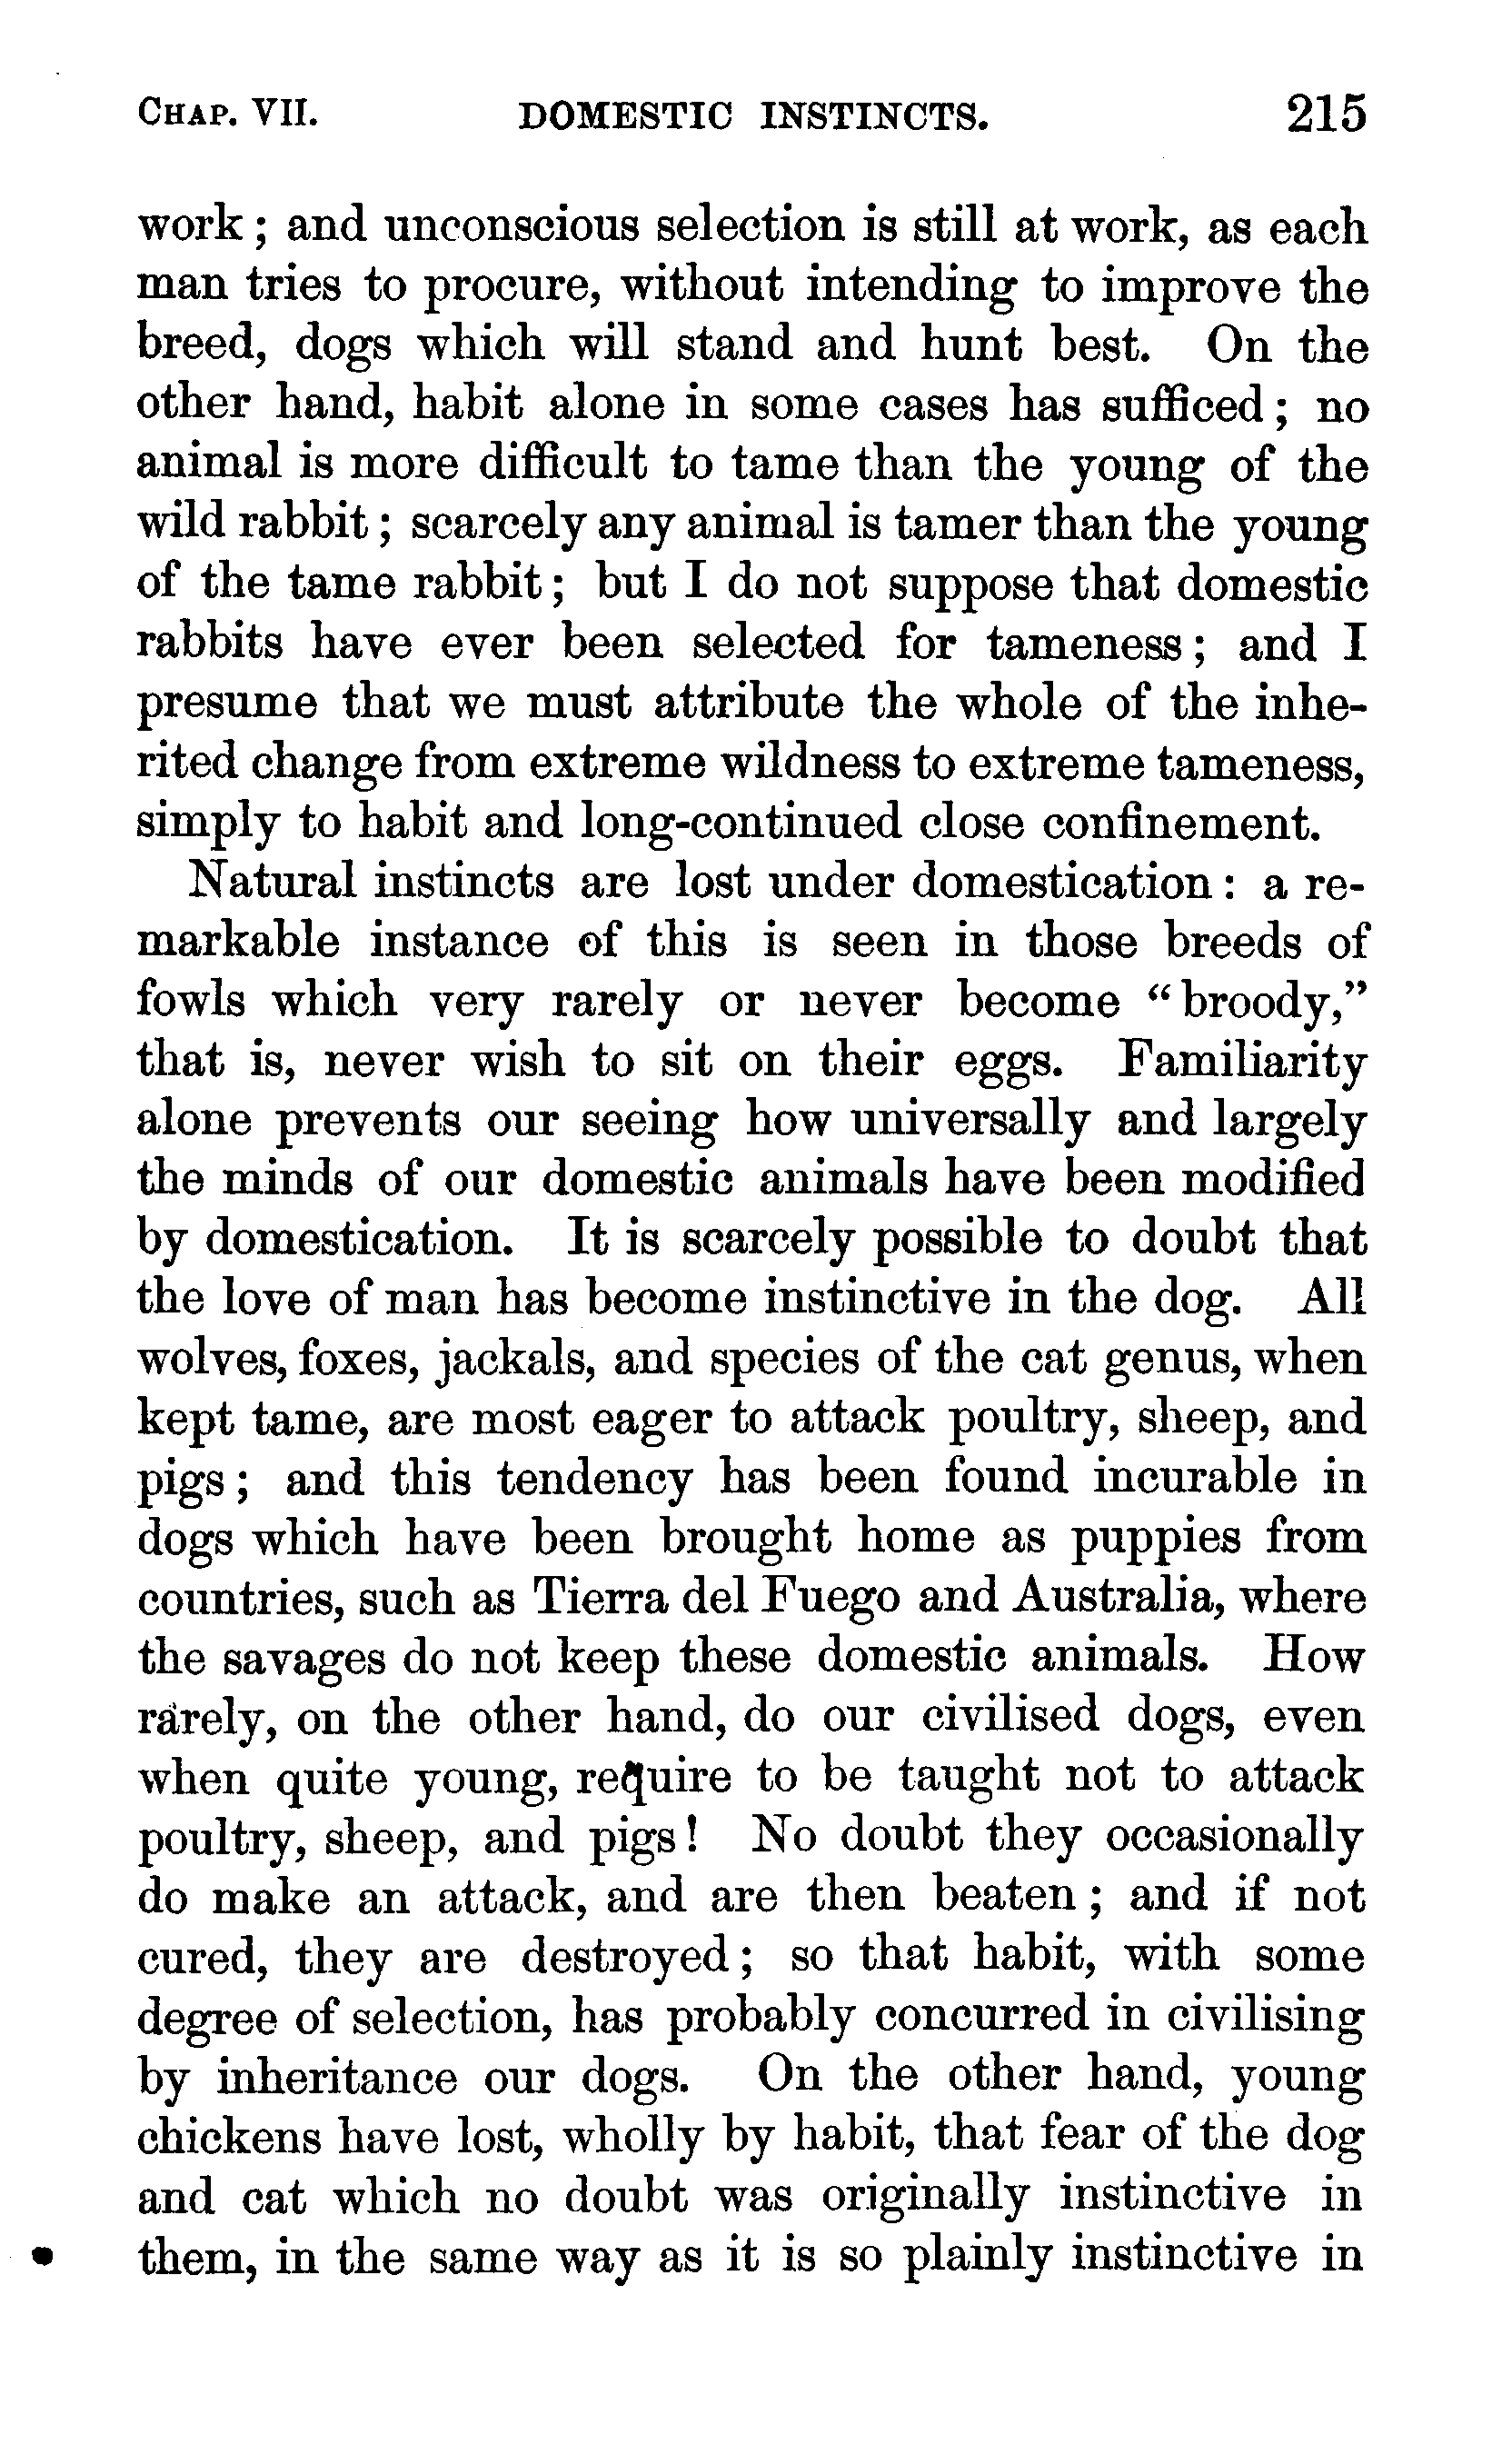 CHAP. VII. DOMESTIC INSTINCTS. 215
work; and unconscious selection is still at work, as each
man tries to procure, without intending to improve the
breed, dogs which will stand and hunt best. On the
other hand, habit alone in some cases has sufficed; no
animal is more difficult to tame than the young of the
wild rabbit; scarcely any animal is tamer than the young
of the tame rabbit; but I do not suppose that domestic
rabbits have ever been selected for tameness; and I
presume that we must attribute the whole of the inhe-
rited change from extreme wildness to extreme tameness,
simply to habit and long-continued close confinement.
Natural instincts are lost under domestication: a re-
markable instance of this is seen in those breeds of
fowls which very rarely or never become "broody,"
that is, never wish to sit on their eggs. Familiarity
alone prevents our seeing how universally and largely
the minds of our domestic animals have been modified
by domestication. It is scarcely possible to doubt that
the love of man has become instinctive in the dog. All
wolves, foxes, jackals, and species of the cat genus, when
kept tame, are most eager to attack poultry, sheep, and
pigs; and this tendency has been found incurable in
dogs which have been brought home as puppies from
countries, such as Tierra del Fuego and Australia, where
the savages do not keep these domestic animals. How
rarely, on the other hand, do our civilised dogs, even
when quite young, require to be taught not to attack
poultry, sheep, and pigs! No doubt they occasionally
do make an attack, and are then beaten; and if not
cured, they are destroyed; so that habit, with some
degree of selection, has probably concurred in civilising
by inheritance our dogs. On the other hand, young
chickens have lost, wholly by habit, that fear of the dog
and cat which no doubt was originally instinctive in
them, in the same way as it is so plainly instinctive in